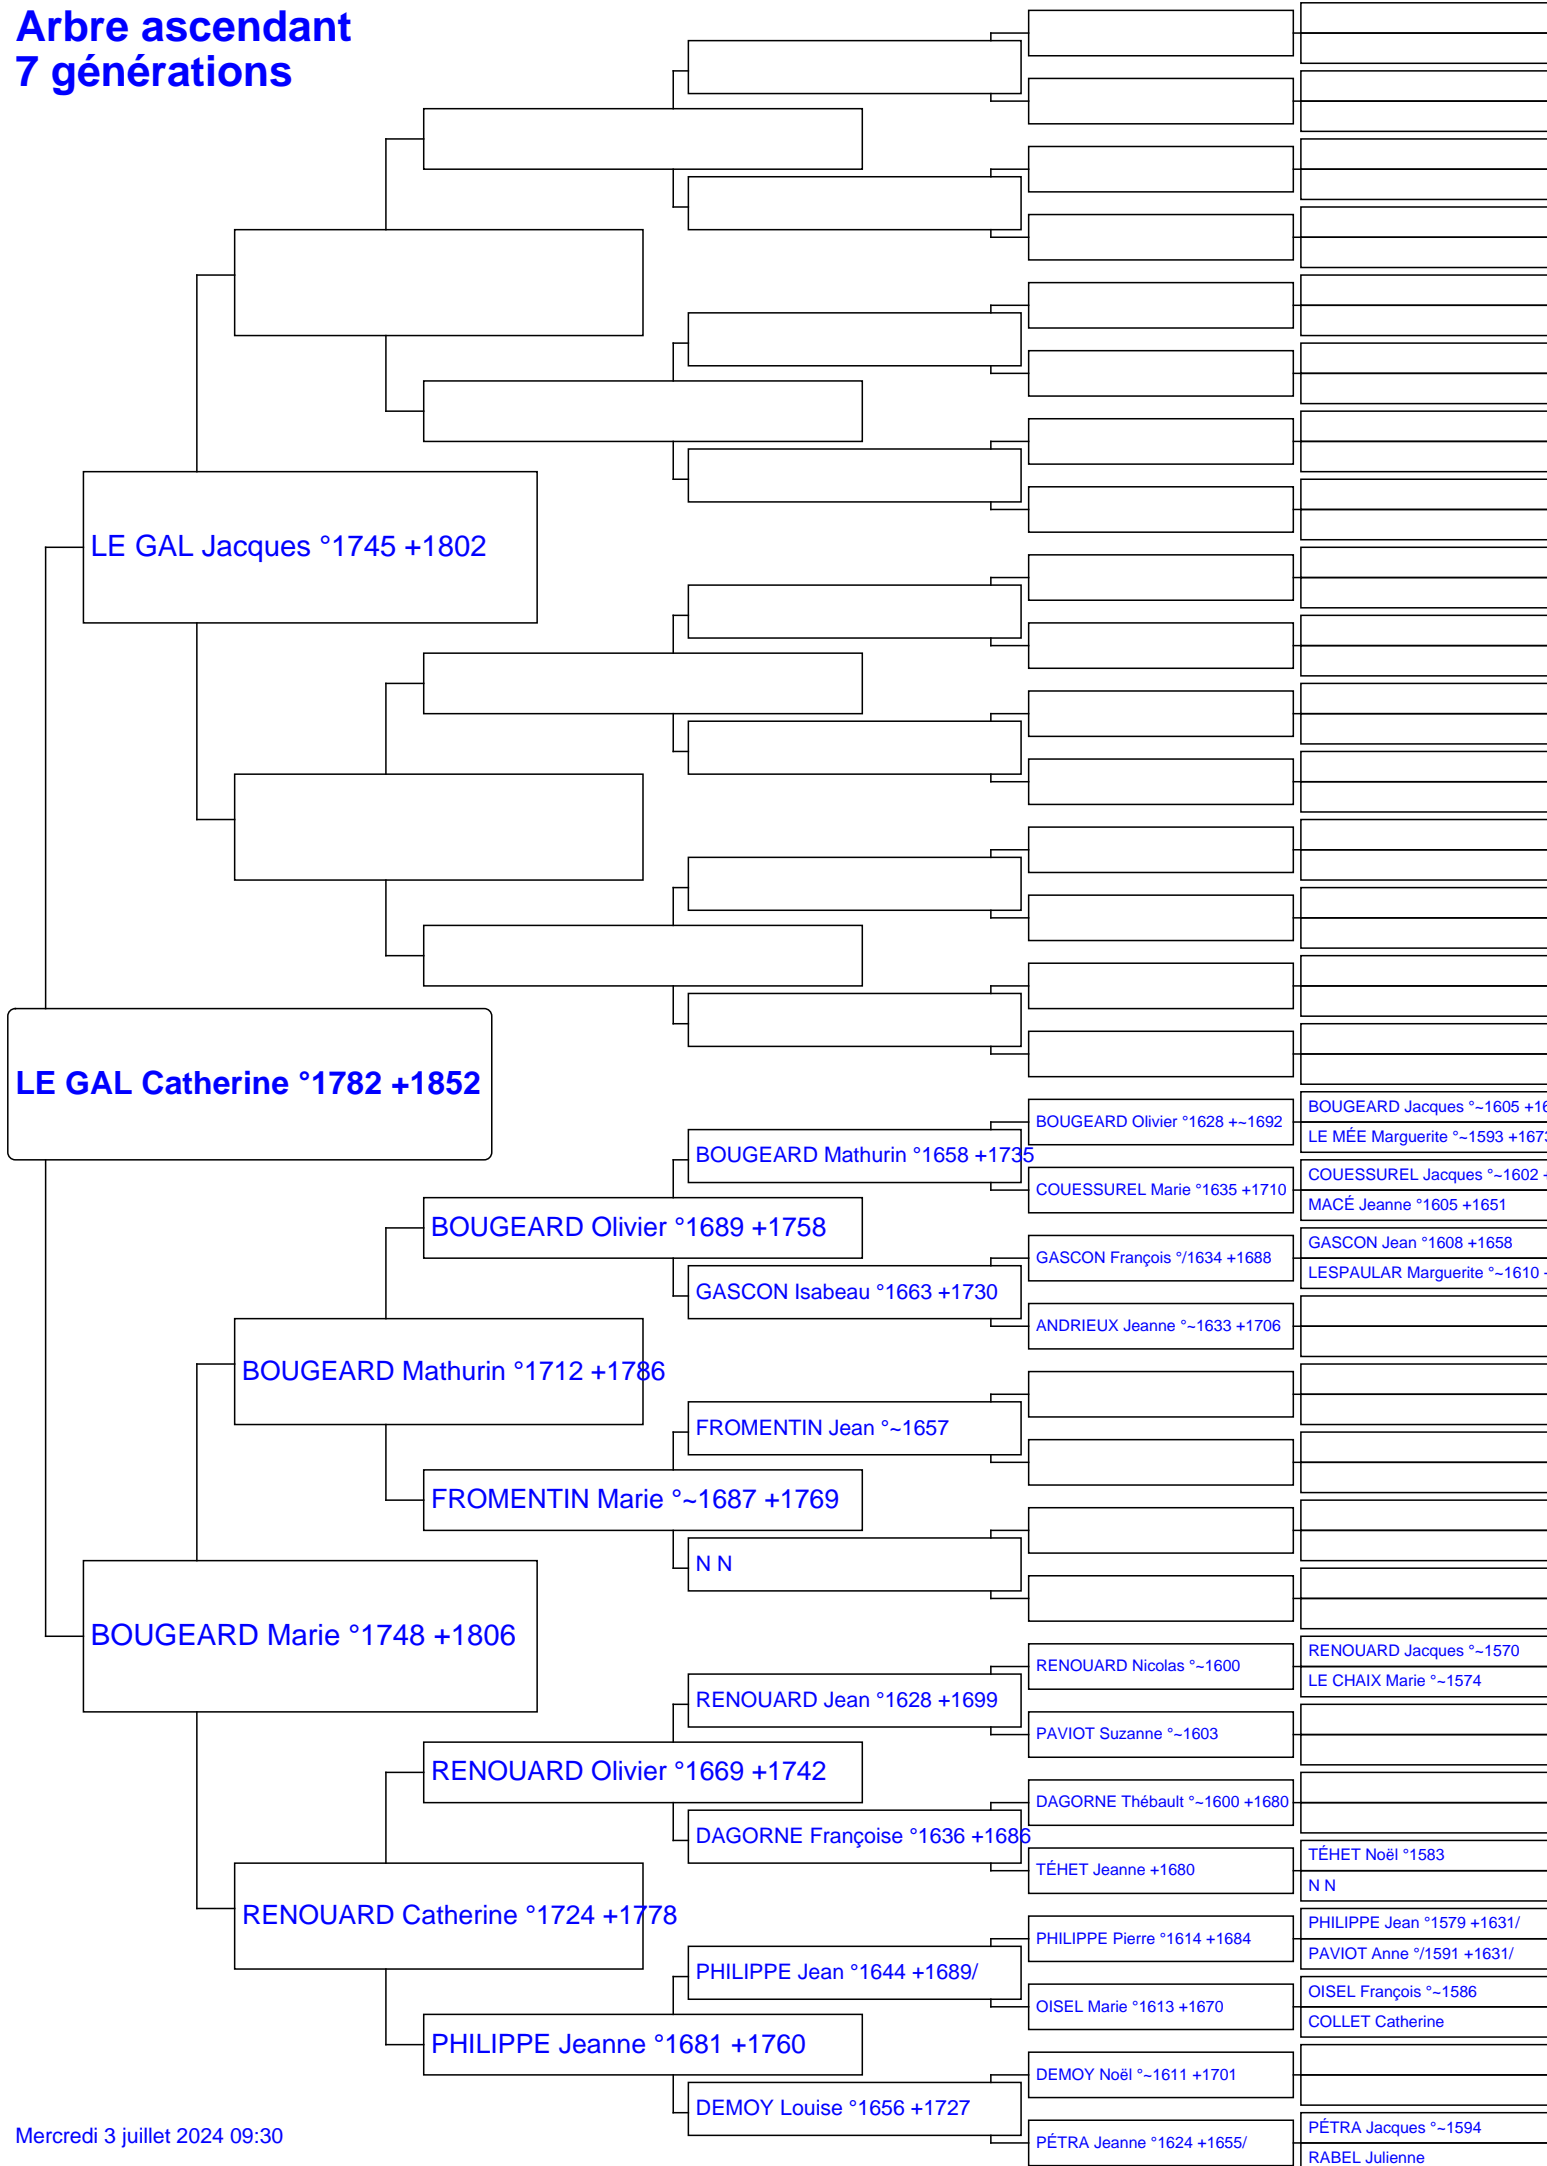 Arbre ascendant
7 générations
LE GAL Jacques °1745 +1802
LE GAL Catherine °1782 +1852
BOUGEARD Jacques °~1605 +16
BOUGEARD Olivier °1628 +~1692
LE MÉE Marguerite °~1593 +1673
BOUGEARD Mathurin °1658 +1735
COUESSUREL Jacques °~1602 +
COUESSUREL Marie °1635 +1710
MACÉ Jeanne °1605 +1651
BOUGEARD Olivier °1689 +1758
GASCON Jean °1608 +1658
GASCON François °/1634 +1688
LESPAULAR Marguerite °~1610 +
GASCON Isabeau °1663 +1730
ANDRIEUX Jeanne °~1633 +1706
BOUGEARD Mathurin °1712 +1786
FROMENTIN Jean °~1657
FROMENTIN Marie °~1687 +1769
N N
BOUGEARD Marie °1748 +1806
RENOUARD Jacques °~1570
RENOUARD Nicolas °~1600
LE CHAIX Marie °~1574
RENOUARD Jean °1628 +1699
PAVIOT Suzanne °~1603
RENOUARD Olivier °1669 +1742
DAGORNE Thébault °~1600 +1680
DAGORNE Françoise °1636 +1686
TÉHET Noël °1583
TÉHET Jeanne +1680
N N
RENOUARD Catherine °1724 +1778
PHILIPPE Jean °1579 +1631/
PHILIPPE Pierre °1614 +1684
PAVIOT Anne °/1591 +1631/
PHILIPPE Jean °1644 +1689/
OISEL François °~1586
OISEL Marie °1613 +1670
COLLET Catherine
PHILIPPE Jeanne °1681 +1760
DEMOY Noël °~1611 +1701
DEMOY Louise °1656 +1727
PÉTRA Jacques °~1594
PÉTRA Jeanne °1624 +1655/
RABEL Julienne
Mercredi 3 juillet 2024 09:30